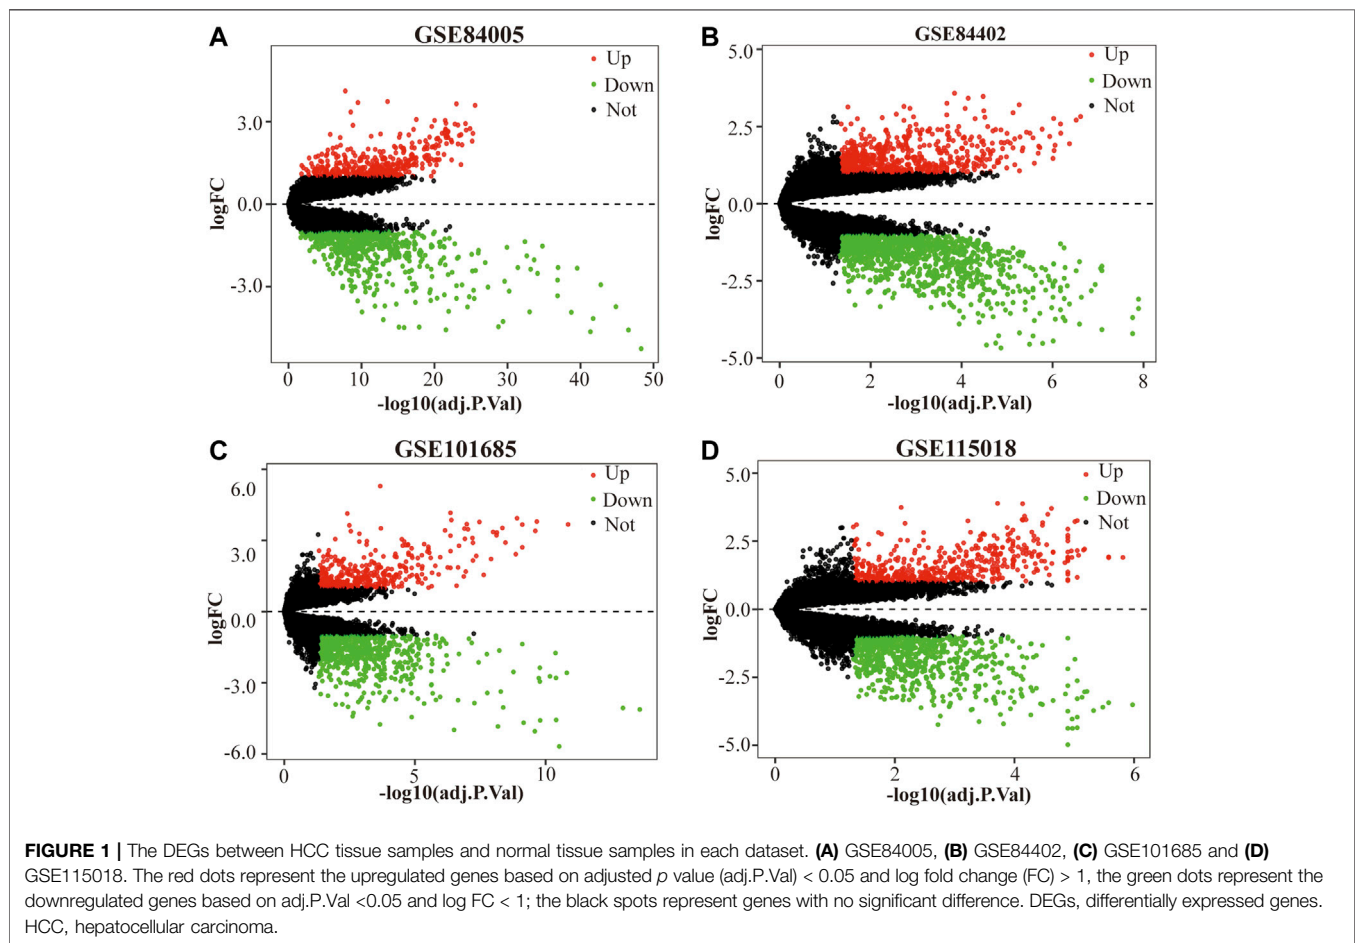 A
GSE84005
Up
Down
Not
3.0
0.0
-3.0
logFC
0
10
20
30
40
50
-log10(adj.P.Val)
B
GSE84402
Up
Down
Not
5.0
2.5
0.0
-2.5
-5.0
logFC
0
2
4
6
8
-log10(adj.P.Val)
C
GSE101685
Up
Down
Not
6.0
3.0
0.0
-3.0
-6.0
logFC
0
5
10
-log10(adj.P.Val)
D
GSE115018
Up
Down
Not
5.0
2.5
0.0
-2.5
-5.0
logFC
0
2
4
6
-log10(adj.P.Val)
FIGURE 1 | The DEGs between HCC tissue samples and normal tissue samples in each dataset. (A) GSE84005, (B) GSE84402, (C) GSE101685 and (D)
GSE115018. The red dots represent the upregulated genes based on adjusted p value (adj.P.Val) < 0.05 and log fold change (FC) > 1, the green dots represent the
downregulated genes based on adj.P.Val <0.05 and log FC < 1; the black spots represent genes with no significant difference. DEGs, differentially expressed genes.
HCC, hepatocellular carcinoma.